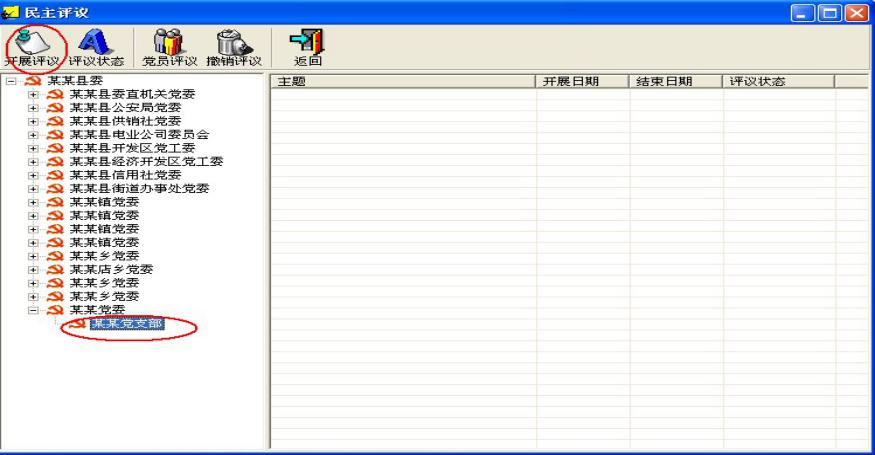 民主评议
开展评议 评议状态 党员评议 撤销评议 返回
某某县委
某某县委直机关党委
某某县公安局党委
某某县供销社党委
某某县电业公司委员会
某某县开发区党工委
某某县经济开发区党工委
某某县信用社党委
某某县街道办事处党委
某某镇党委
某某镇党委
某某镇党委
某某镇党委
某某乡党委
某某店乡党委
某某乡党委
某某乡党委
某某党委
某某党支部
主题 开展日期 结束日期 评议状态